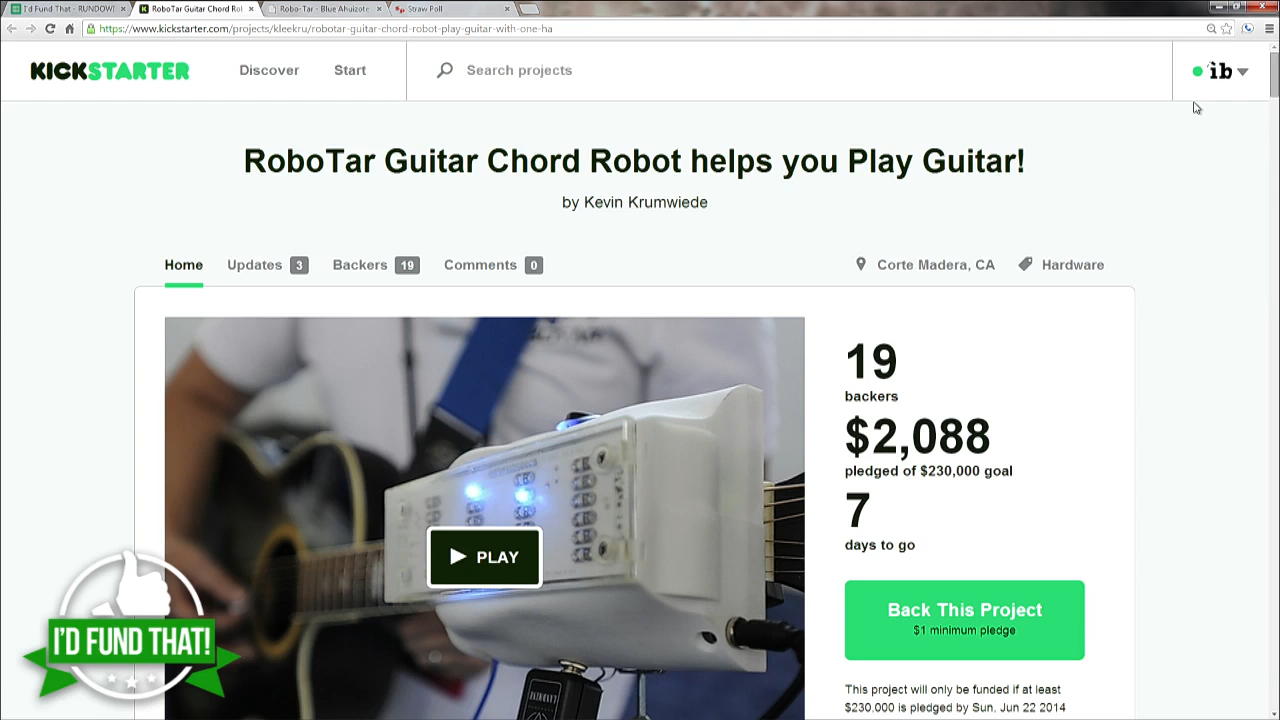 I'd Fund That - RUNDOW!
RoboTar Guitar Chord Rol
Robo-Tar - Blue Ahuizote
Straw Poll
https://www.kickstarter.com/projects/kleekru/robotar-guitar-chord-robot-play-guitar-with-one-ha
KICKSTARTER
Discover
Start
Search projects
ib
RoboTar Guitar Chord Robot helps you Play Guitar!
by Kevin Krumwiede
Home
Updates 3
Backers 19
Comments 0
Corte Madera, CA
Hardware
19
backers
$2,088
pledged of $230,000 goal
7
days to go
PLAY
Back This Project
$1 minimum pledge
This project will only be funded if at least
$230,000 is pledged by Sun, Jun 22 2014
I'D FUND THAT!